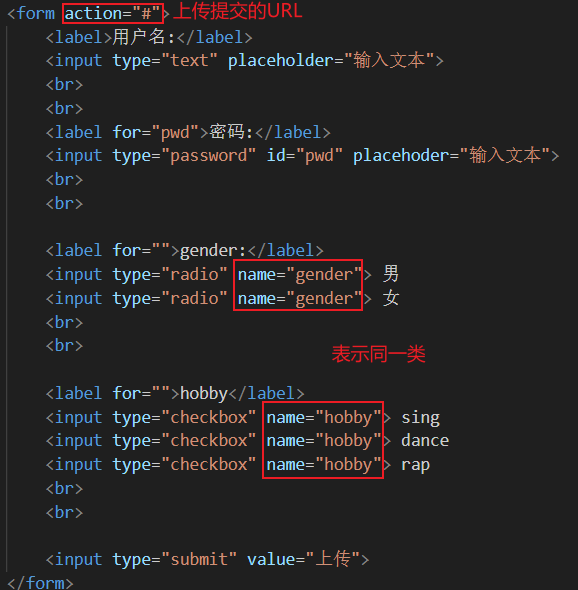 <form action="#"> 上传提交的URL
<label>用户名:</label>
<input type="text" placeholder="输入文本">
<br>
<br>
<label for="pwd">密码:</label>
<input type="password" id="pwd" placehoder="输入文本">
<br>
<br>
<label for="">gender:</label>
<input type="radio" name="gender"> 男
<input type="radio" name="gender"> 女
<br>
<br>
表示同一类
<label for="">hobby</label>
<input type="checkbox" name="hobby"> sing
<input type="checkbox" name="hobby"> dance
<input type="checkbox" name="hobby"> rap
<br>
<br>
<input type="submit" value="上传">
</form>